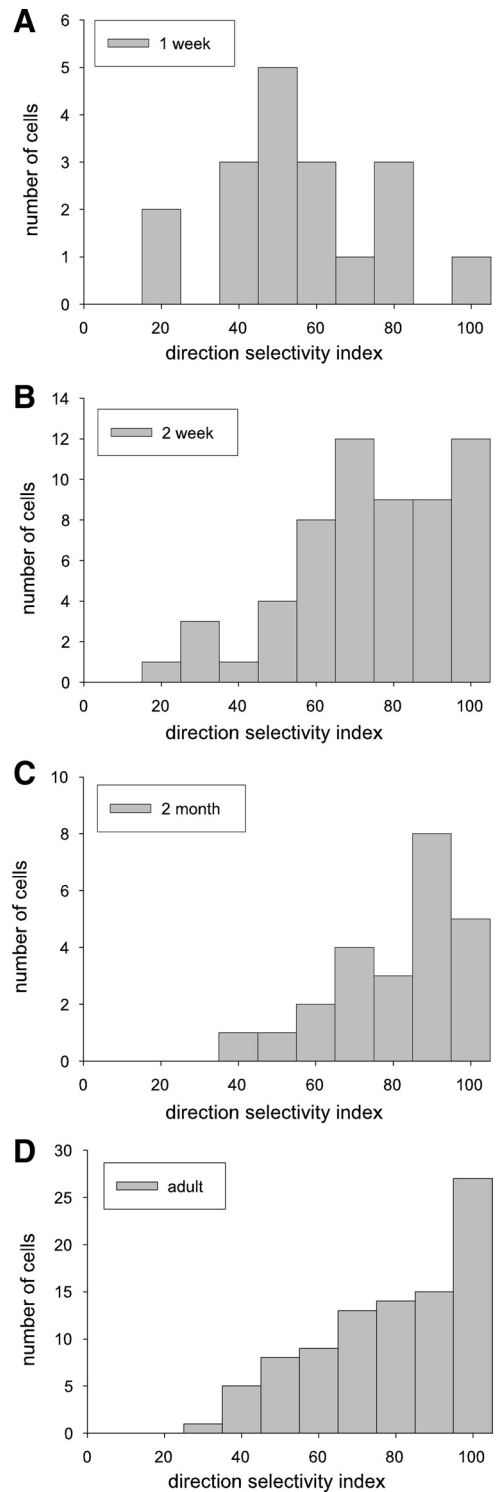 A
1 week
6
5
4
3
2
1
0
number of cells
0 20 40 60 80 100
direction selectivity index
B
2 week
14
12
10
8
6
4
2
0
number of cells
0 20 40 60 80 100
direction selectivity index
C
2 month
10
8
6
4
2
0
number of cells
0 20 40 60 80 100
direction selectivity index
D
adult
30
25
20
15
10
5
0
number of cells
0 20 40 60 80 100
direction selectivity index